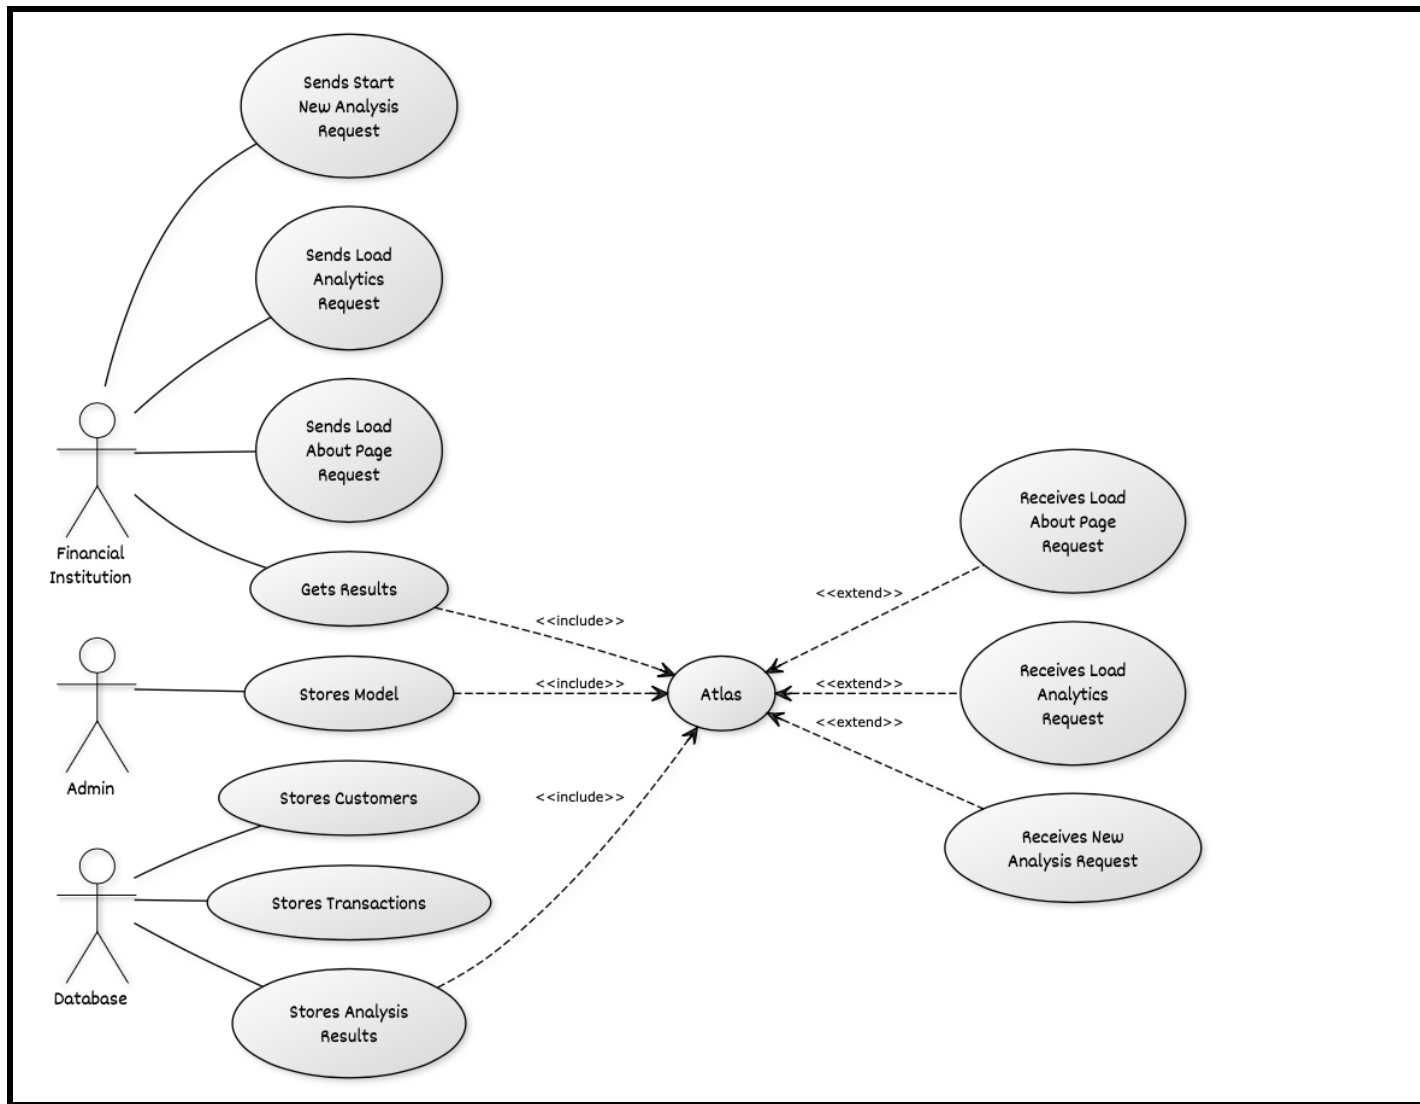 Sends Start
New Analysis
Request
Sends Load
Analytics
Request
Sends Load
About Page
Request
Financial
Institution
Gets Results
<<include>>
Stores Model
<<include>>
Admin
Stores Customers
<<include>>
Stores Transactions
Database
Stores Analysis
Results
Atlas
<<extend>>
<<extend>>
<<extend>>
Receives Load
About Page
Request
Receives Load
Analytics
Request
Receives New
Analysis Request